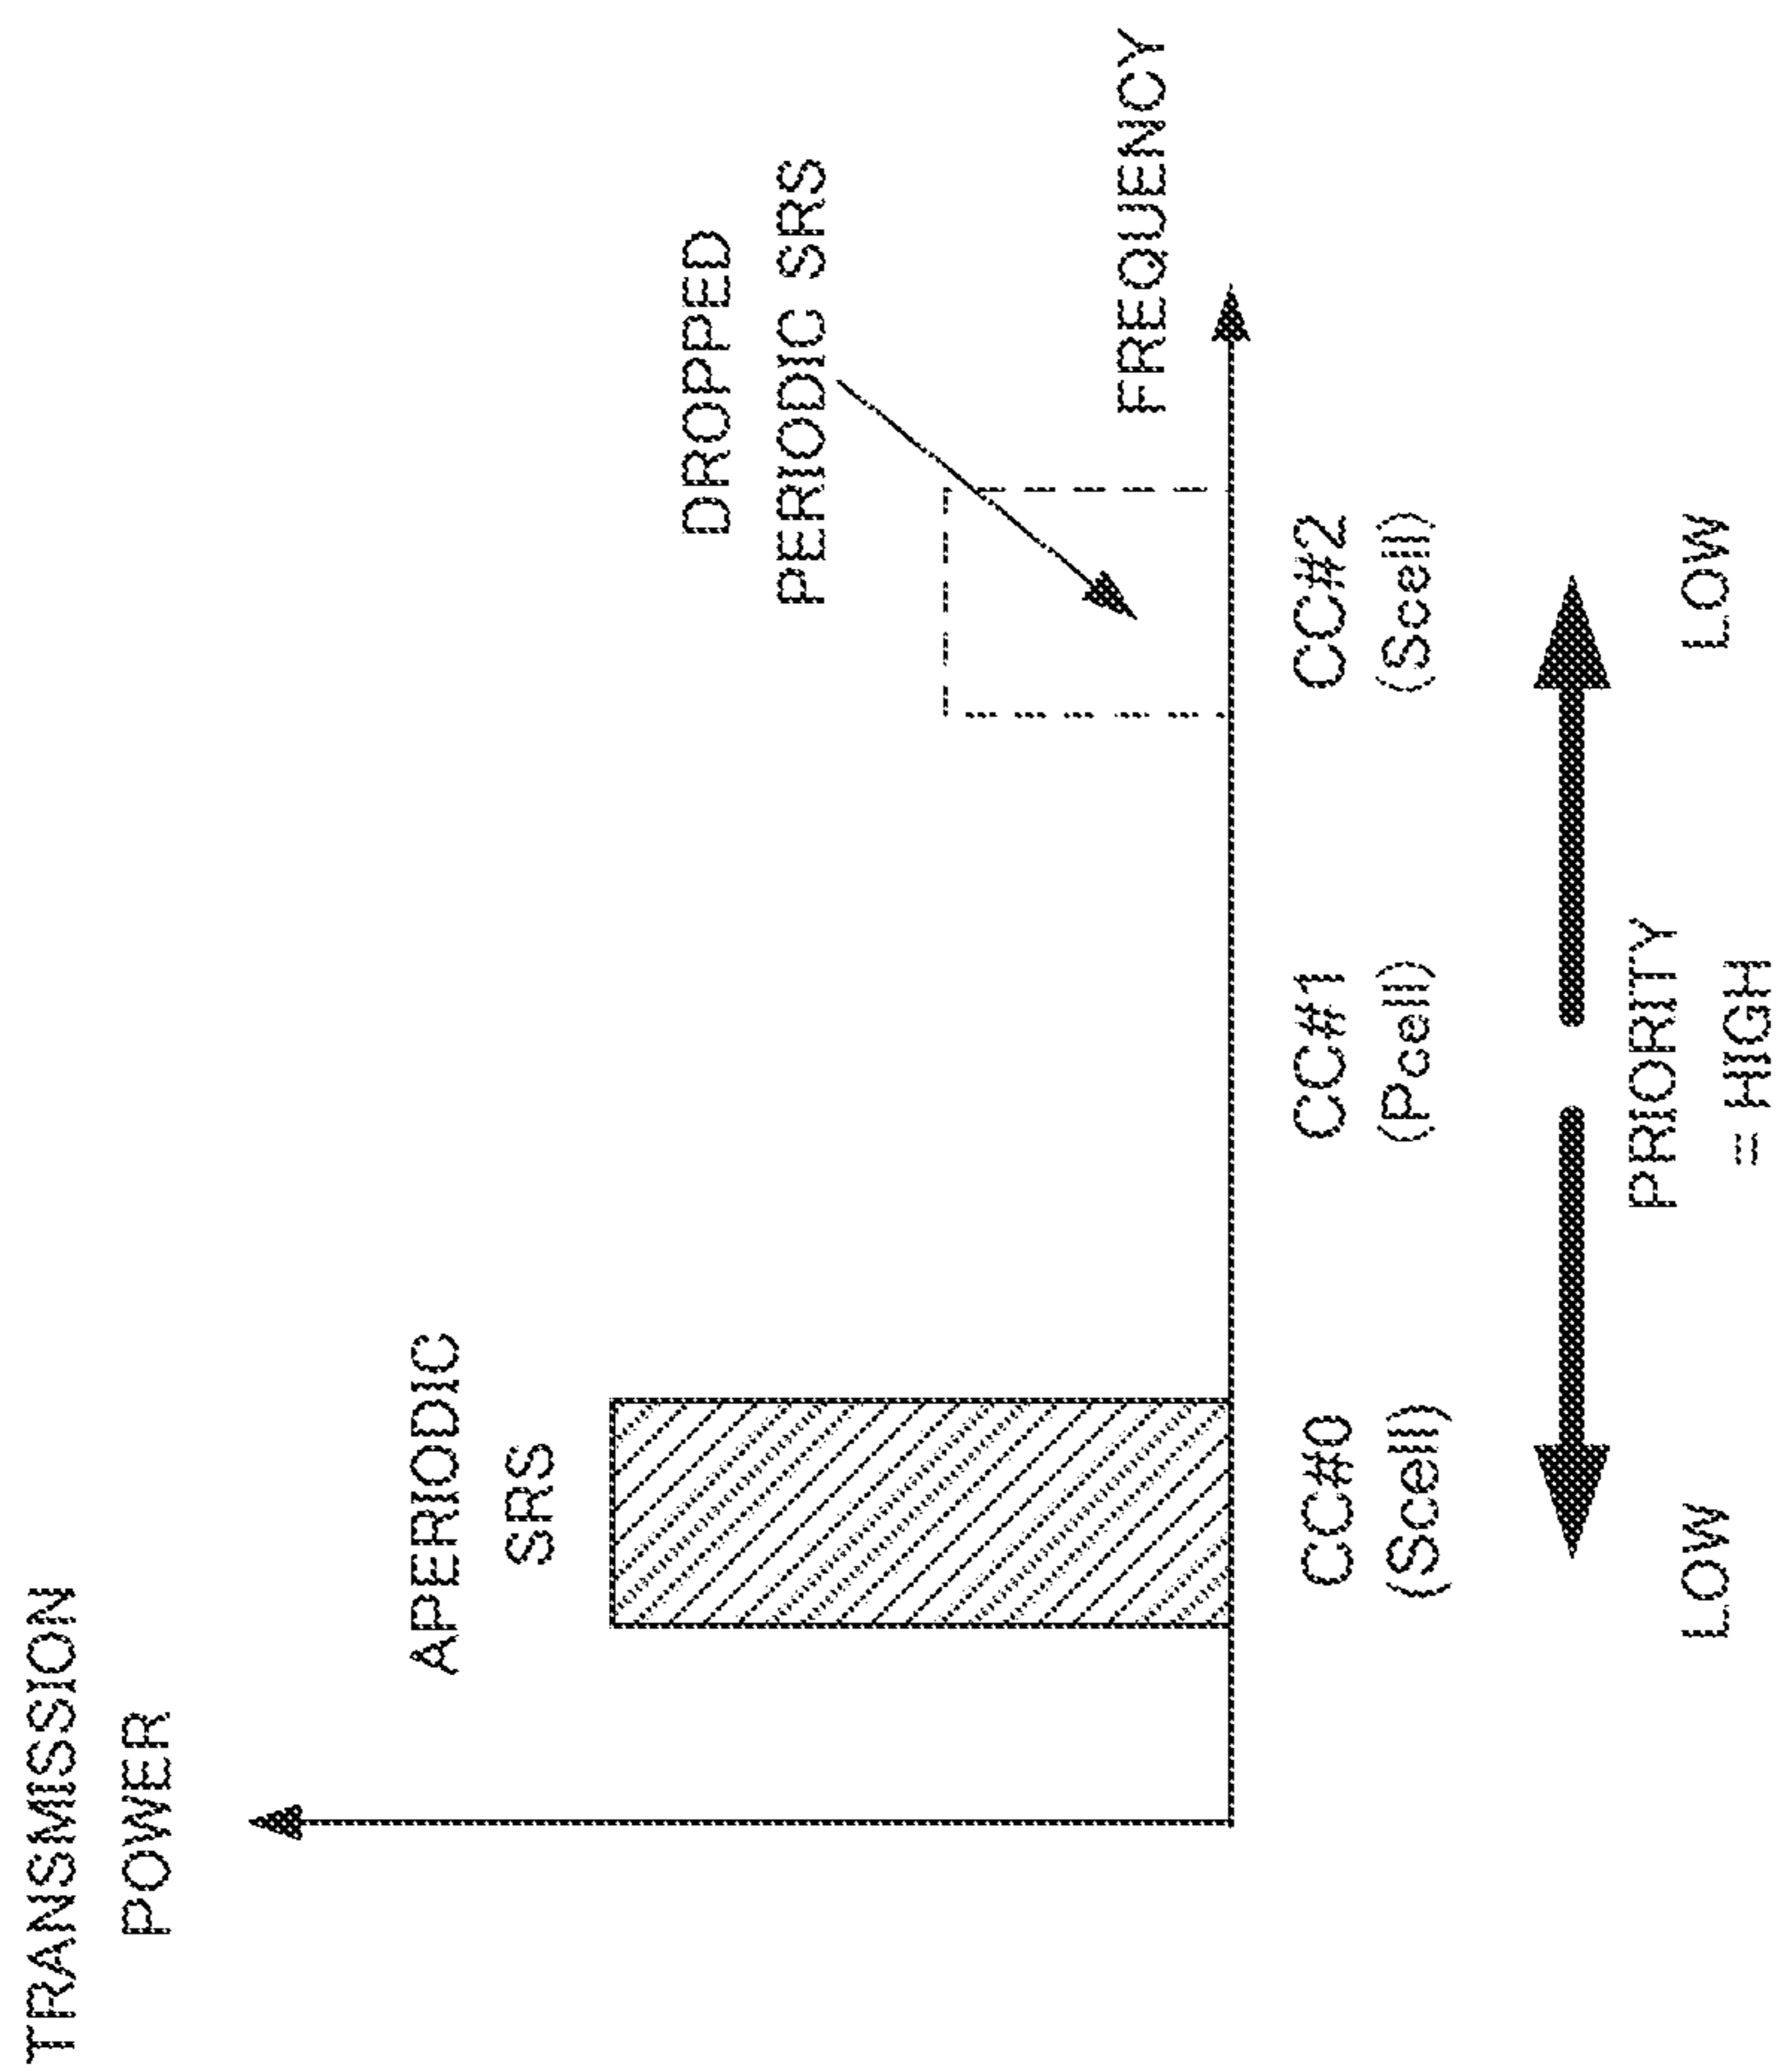 TRANSMISSION
POWER
APERIODIC
SRS
DROPPED
PERIODIC SRS
FREQUENCY
CC#0
(Scell)
CC#1
(Pcell)
CC#2
(Scell)
LOW
PRIORITY
= HIGH
LOW